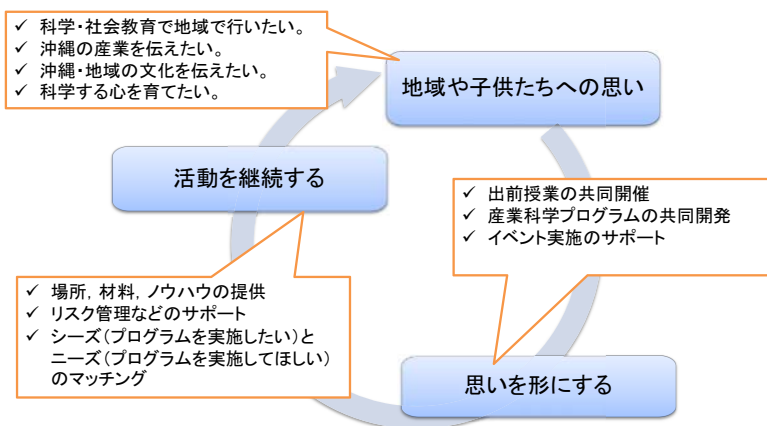 ✓ 科学・社会教育で地域で行いたい。
✓ 沖縄の産業を伝えたい。
✓ 沖縄・地域の文化を伝えたい。
✓ 科学する心を育てたい。
地域や子供たちへの思い
活動を継続する
✓ 出前授業の共同開催
✓ 産業科学プログラムの共同開発
✓ イベント実施のサポート
✓ 場所，材料，ノウハウの提供
✓ リスク管理などのサポート
✓ シーズ（プログラムを実施したい）と
ニーズ（プログラムを実施してほしい）
のマッチング
思いを形にする